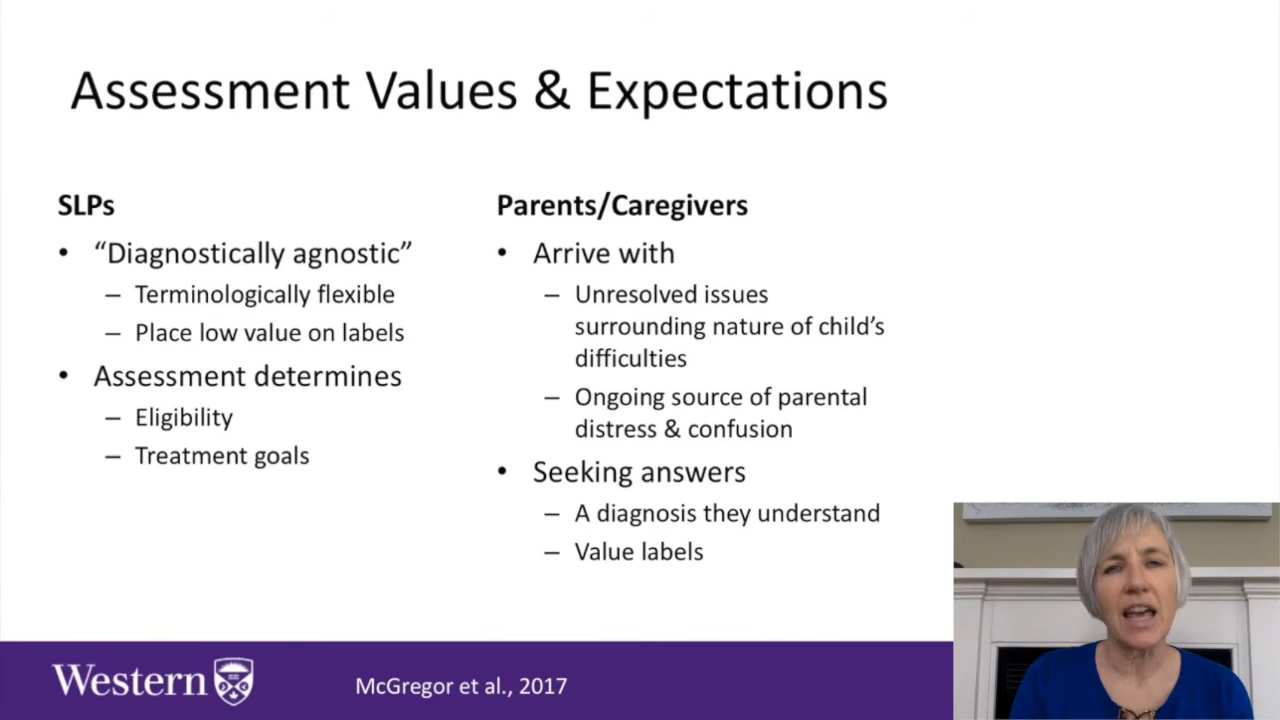 Assessment Values & Expectations
SLPs
• “Diagnostically agnostic”
– Terminologically flexible
– Place low value on labels
• Assessment determines
– Eligibility
– Treatment goals
Parents/Caregivers
• Arrive with
– Unresolved issues
surrounding nature of child’s
difficulties
– Ongoing source of parental
distress & confusion
• Seeking answers
– A diagnosis they understand
– Value labels
Western
McGregor et al., 2017